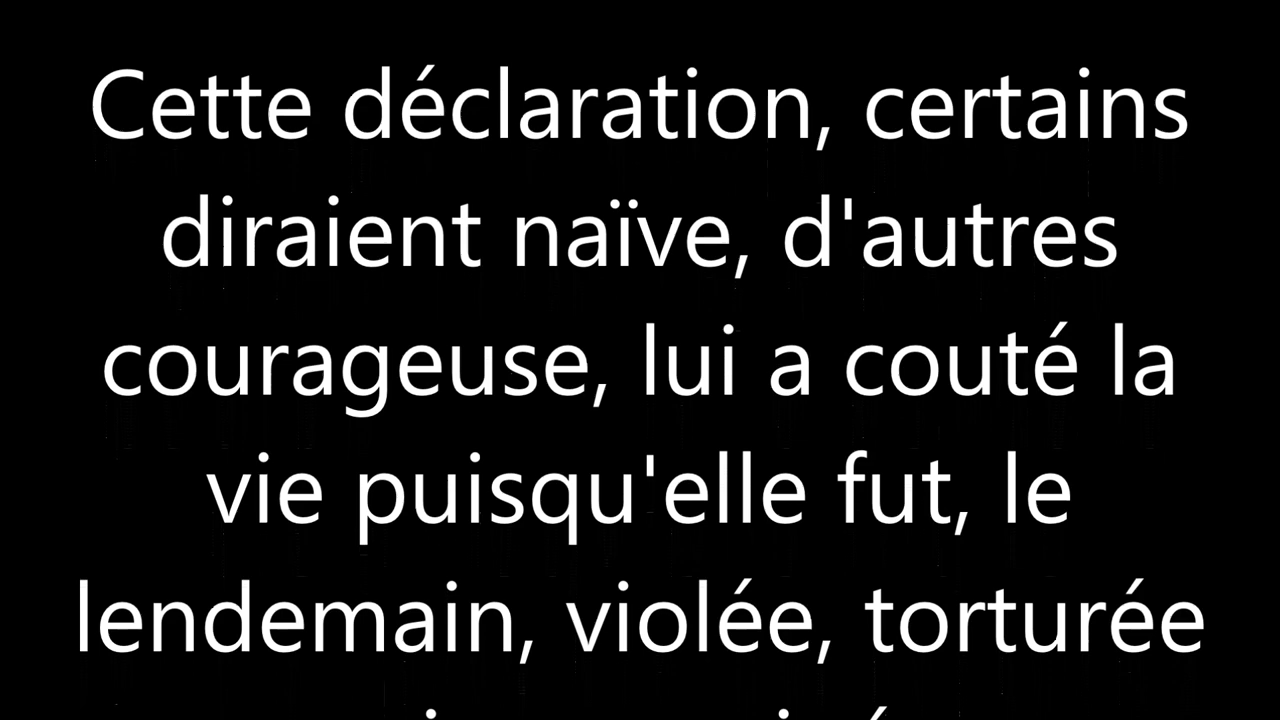 Cette déclaration, certains
diraient naïve, d'autres
courageuse, lui a couté la
vie puisqu'elle fut, le
lendemain, violée, torturée